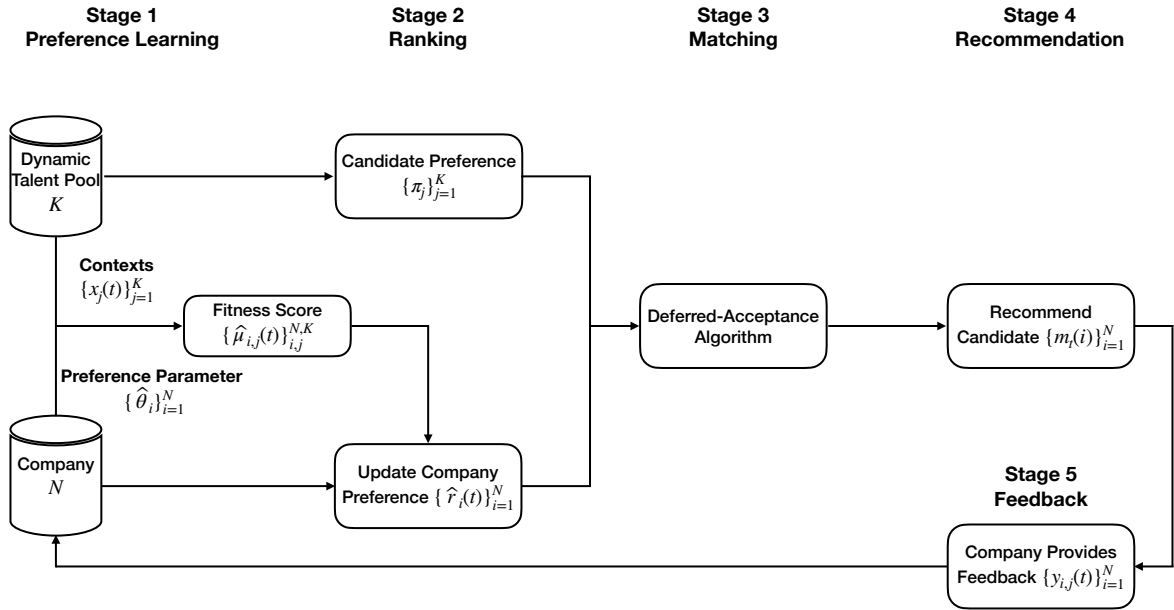 Stage 1
Preference Learning
Stage 2
Ranking
Stage 3
Matching
Stage 4
Recommendation
Dynamic
Talent Pool
K
Candidate Preference
{π_j}_{j=1}^K
Contexts
{x_j(t)}_{j=1}^K
Fitness Score
{μ̂_{i,j}(t)}_{i,j}^{N,K}
Deferred-Acceptance
Algorithm
Recommend
Candidate {m_t(i)}_{i=1}^N
Preference Parameter
{θ̂_i}_{i=1}^N
Company
N
Update Company
Preference {r̂_i(t)}_{i=1}^N
Stage 5
Feedback
Company Provides
Feedback {y_{i,j}(t)}_{i=1}^N